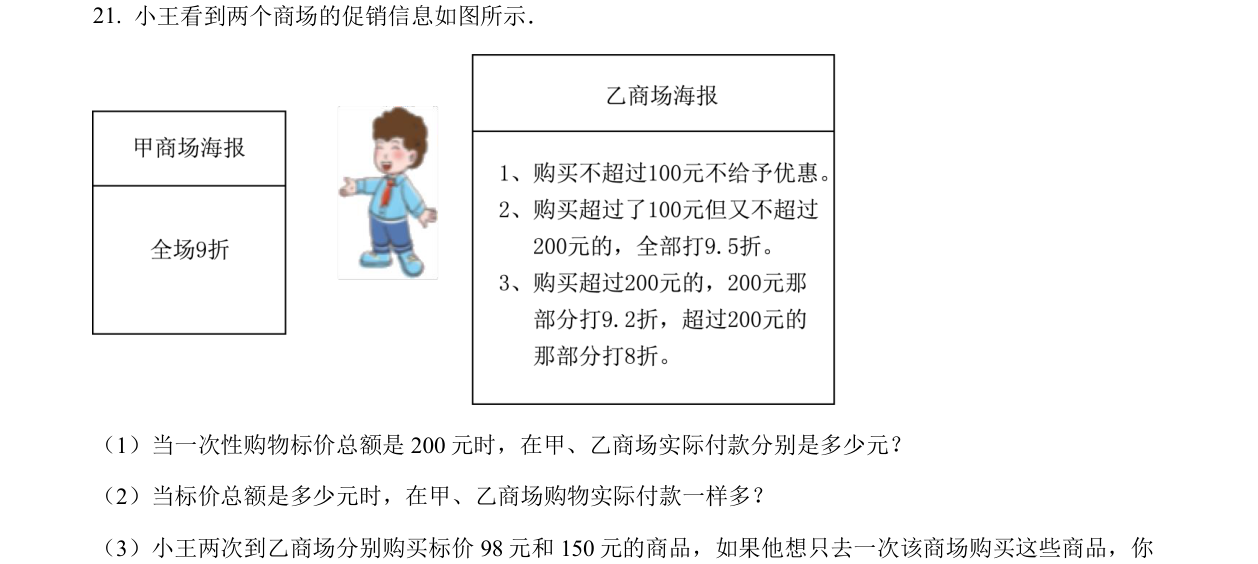 21. 小王看到两个商场的促销信息如图所示.
甲商场海报
全场9折
乙商场海报
1、购买不超过100元不给予优惠。
2、购买超过了100元但又不超过
200元的，全部打9.5折。
3、购买超过200元的，200元那
部分打9.2折，超过200元的
那部分打8折。
（1）当一次性购物标价总额是 200 元时，在甲、乙商场实际付款分别是多少元？
（2）当标价总额是多少元时，在甲、乙商场购物实际付款一样多？
（3）小王两次到乙商场分别购买标价 98 元和 150 元的商品，如果他想只去一次该商场购买这些商品，你